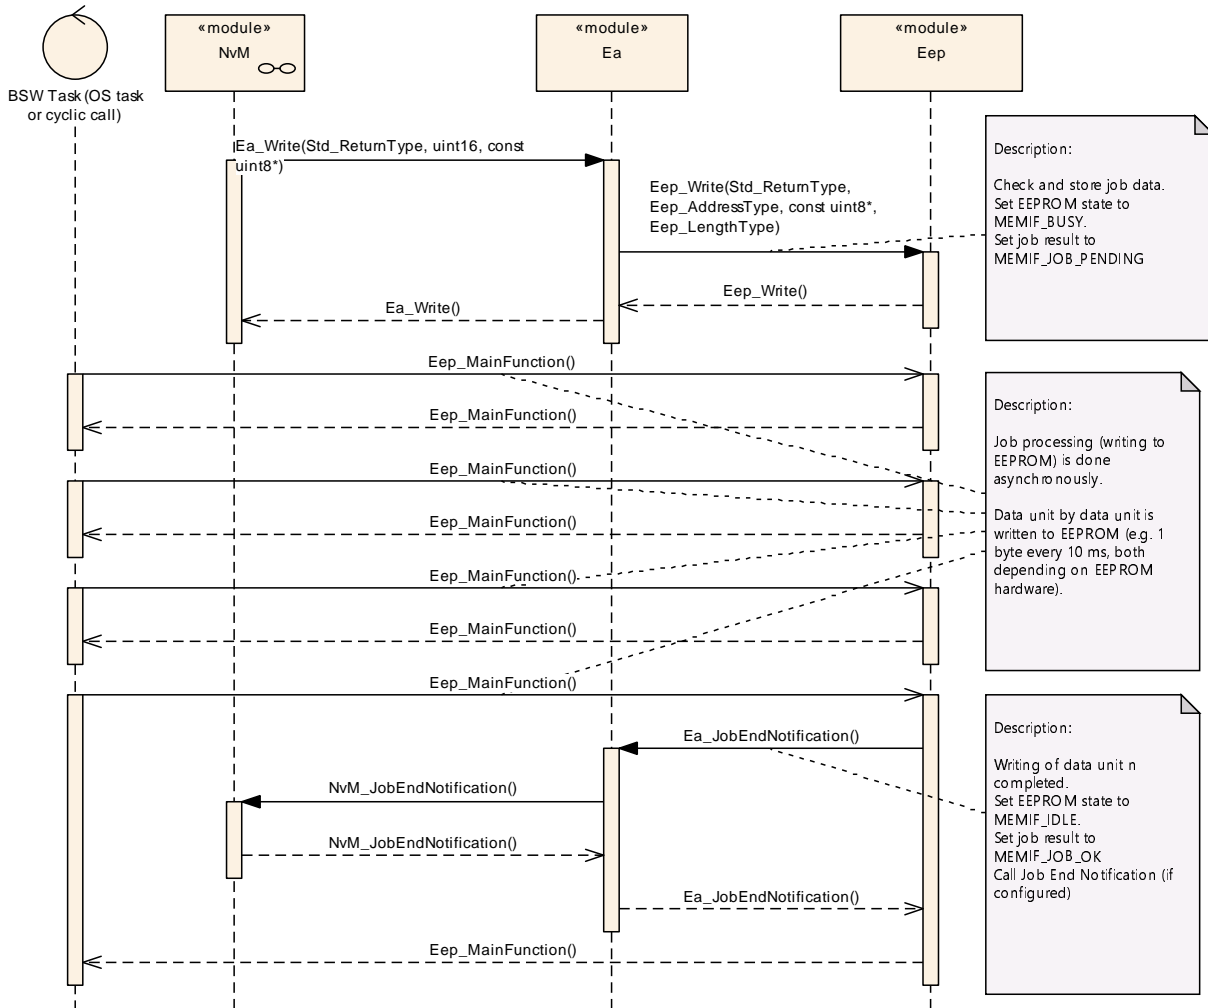 «module»
NvM
«module»
Ea
«module»
Eep
BSW Task (OS task
or cyclic call)
Ea_Write(Std_ReturnType, uint16, const
uint8*)
Eep_Write(Std_ReturnType,
Eep_AddressType, const uint8*,
Eep_LengthType)
Eep_Write()
Ea_Write()
Description:
Check and store job data.
Set EEPROM state to
MEMIF_BUSY.
Set job result to
MEMIF_JOB_PENDING
Eep_MainFunction()
Eep_MainFunction()
Eep_MainFunction()
Eep_MainFunction()
Eep_MainFunction()
Eep_MainFunction()
Eep_MainFunction()
Description:
Job processing (writing to
EEPROM) is done
asynchronously.
Data unit by data unit is
written to EEPROM (e.g. 1
byte every 10 ms, both
depending on EEPROM
hardware).
Ea_JobEndNotification()
NvM_JobEndNotification()
NvM_JobEndNotification()
Ea_JobEndNotification()
Eep_MainFunction()
Description:
Writing of data unit n
completed.
Set EEPROM state to
MEMIF_IDLE.
Set job result to
MEMIF_JOB_OK
Call Job End Notification (if
configured)